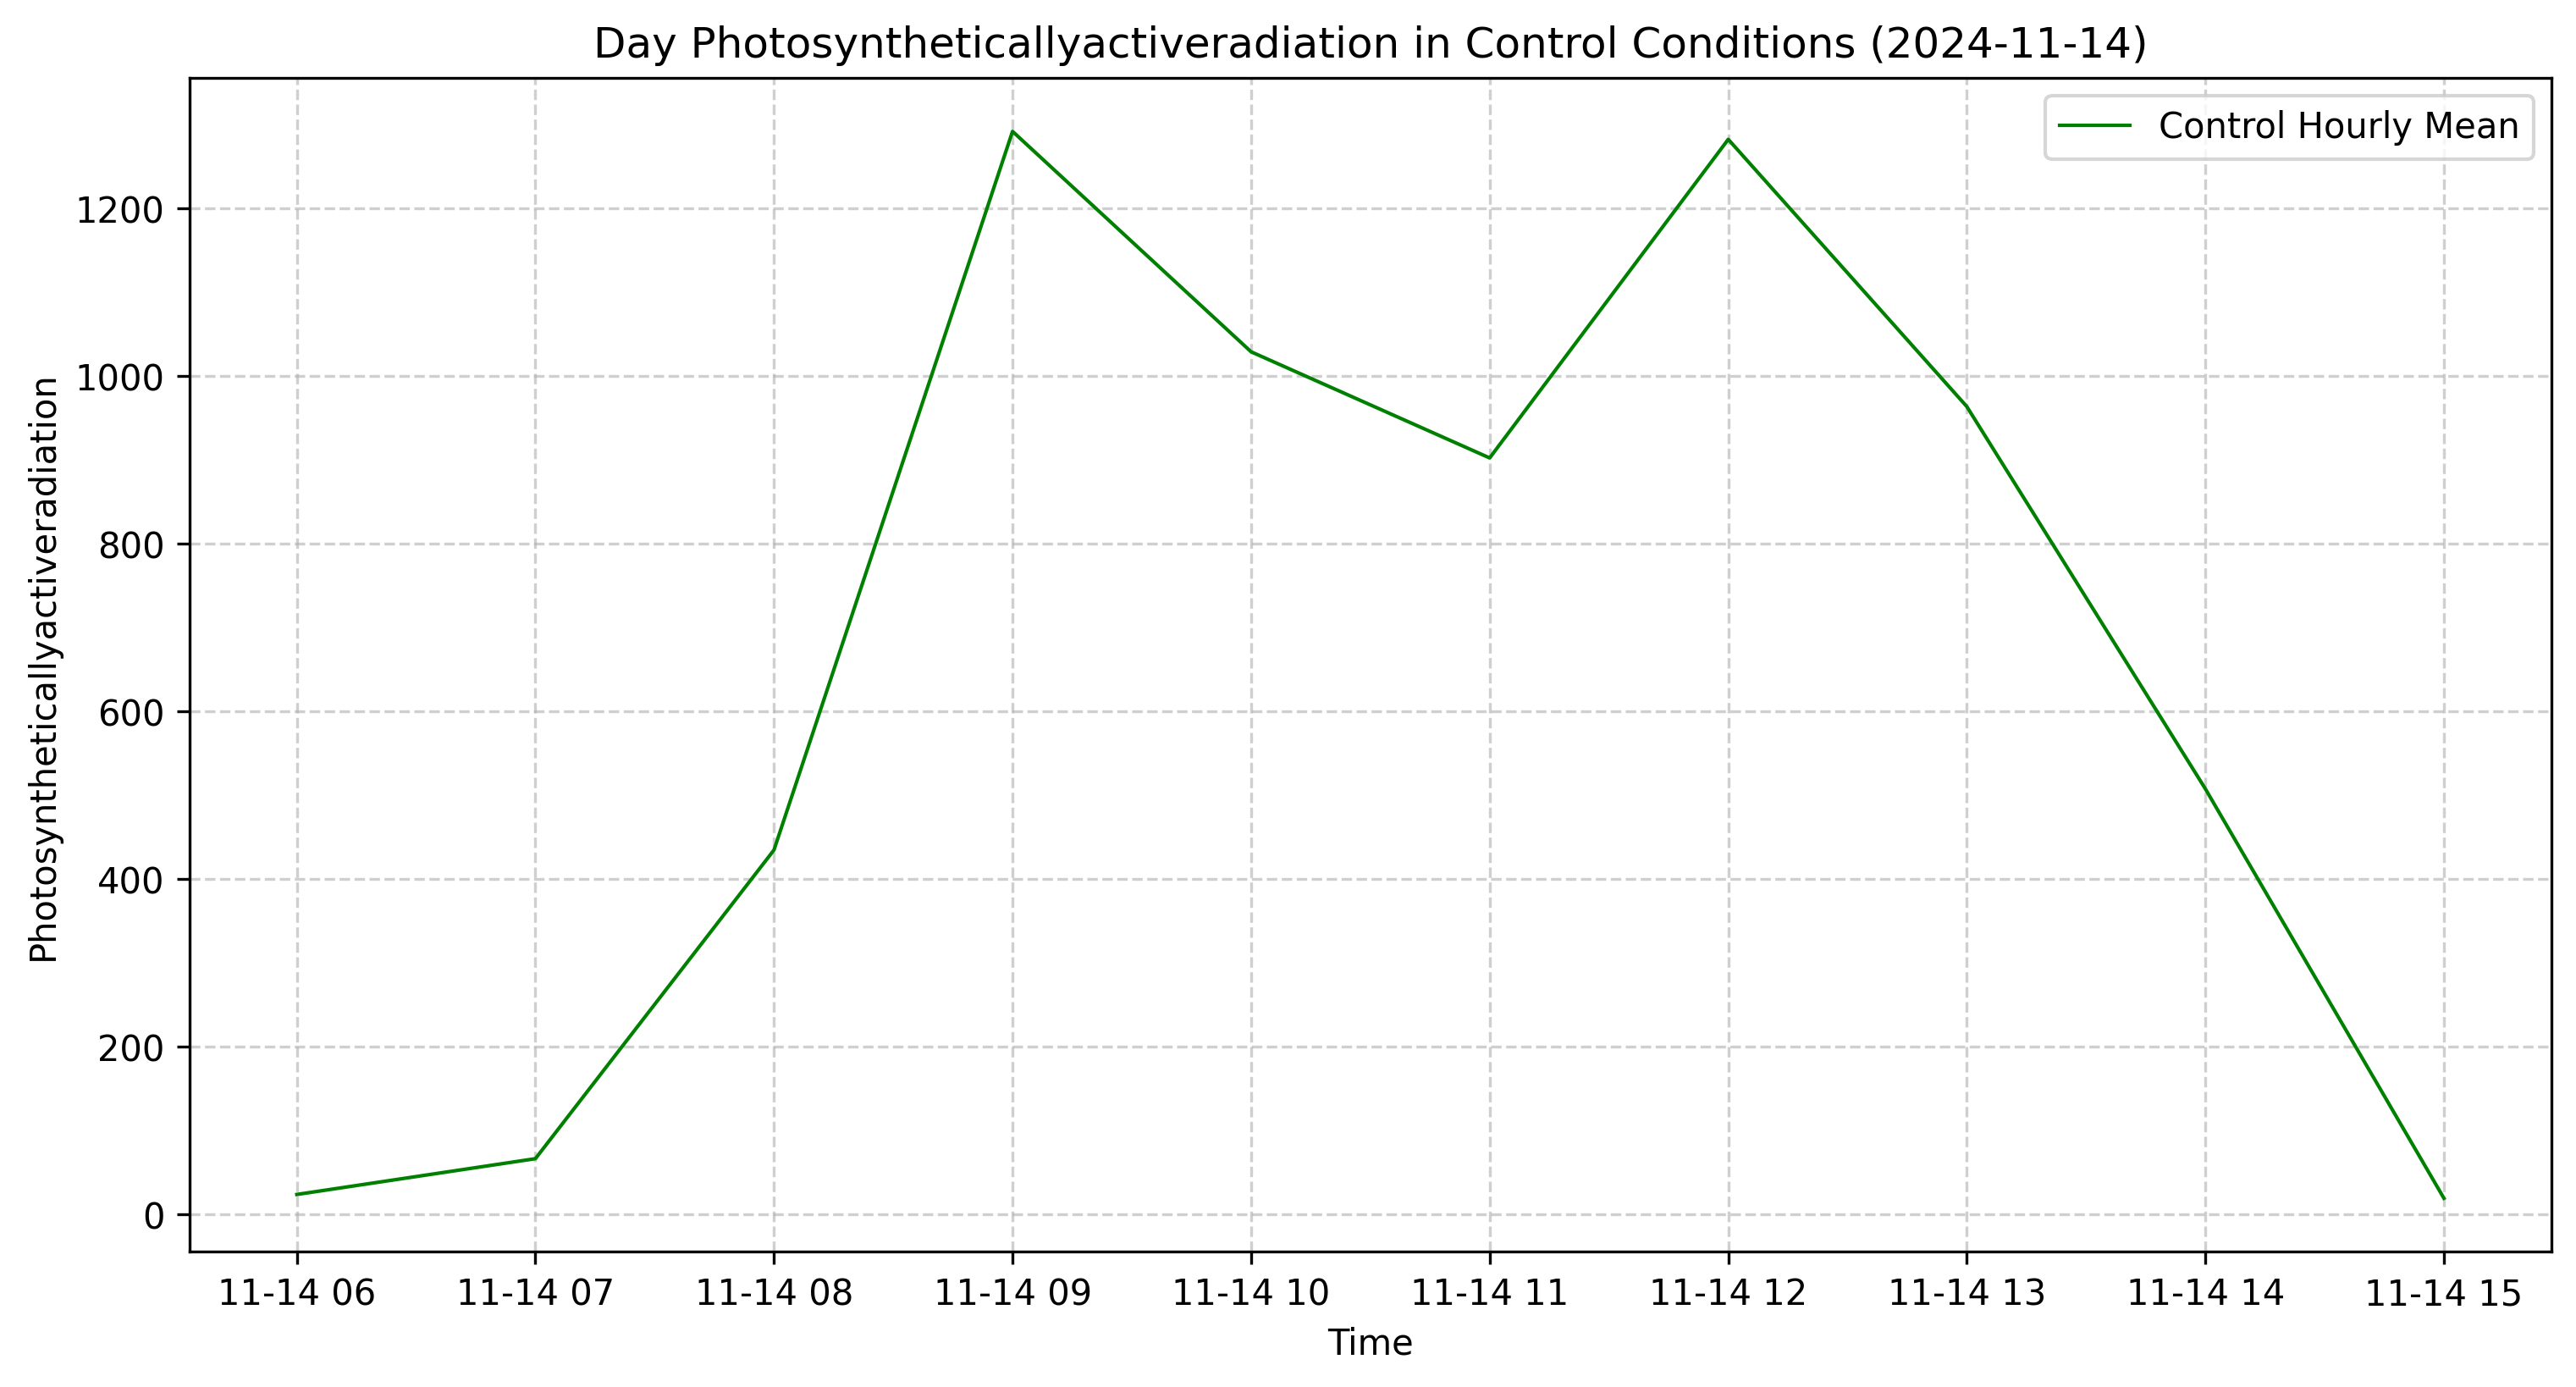 Day Photosyntheticallyactiveradiation in Control Conditions (2024-11-14)
Control Hourly Mean
Photosyntheticallyactiveradiation
1200
1000
800
600
400
200
0
11-14 06 11-14 07 11-14 08 11-14 09 11-14 10 11-14 11 11-14 12 11-14 13 11-14 14 11-14 15
Time